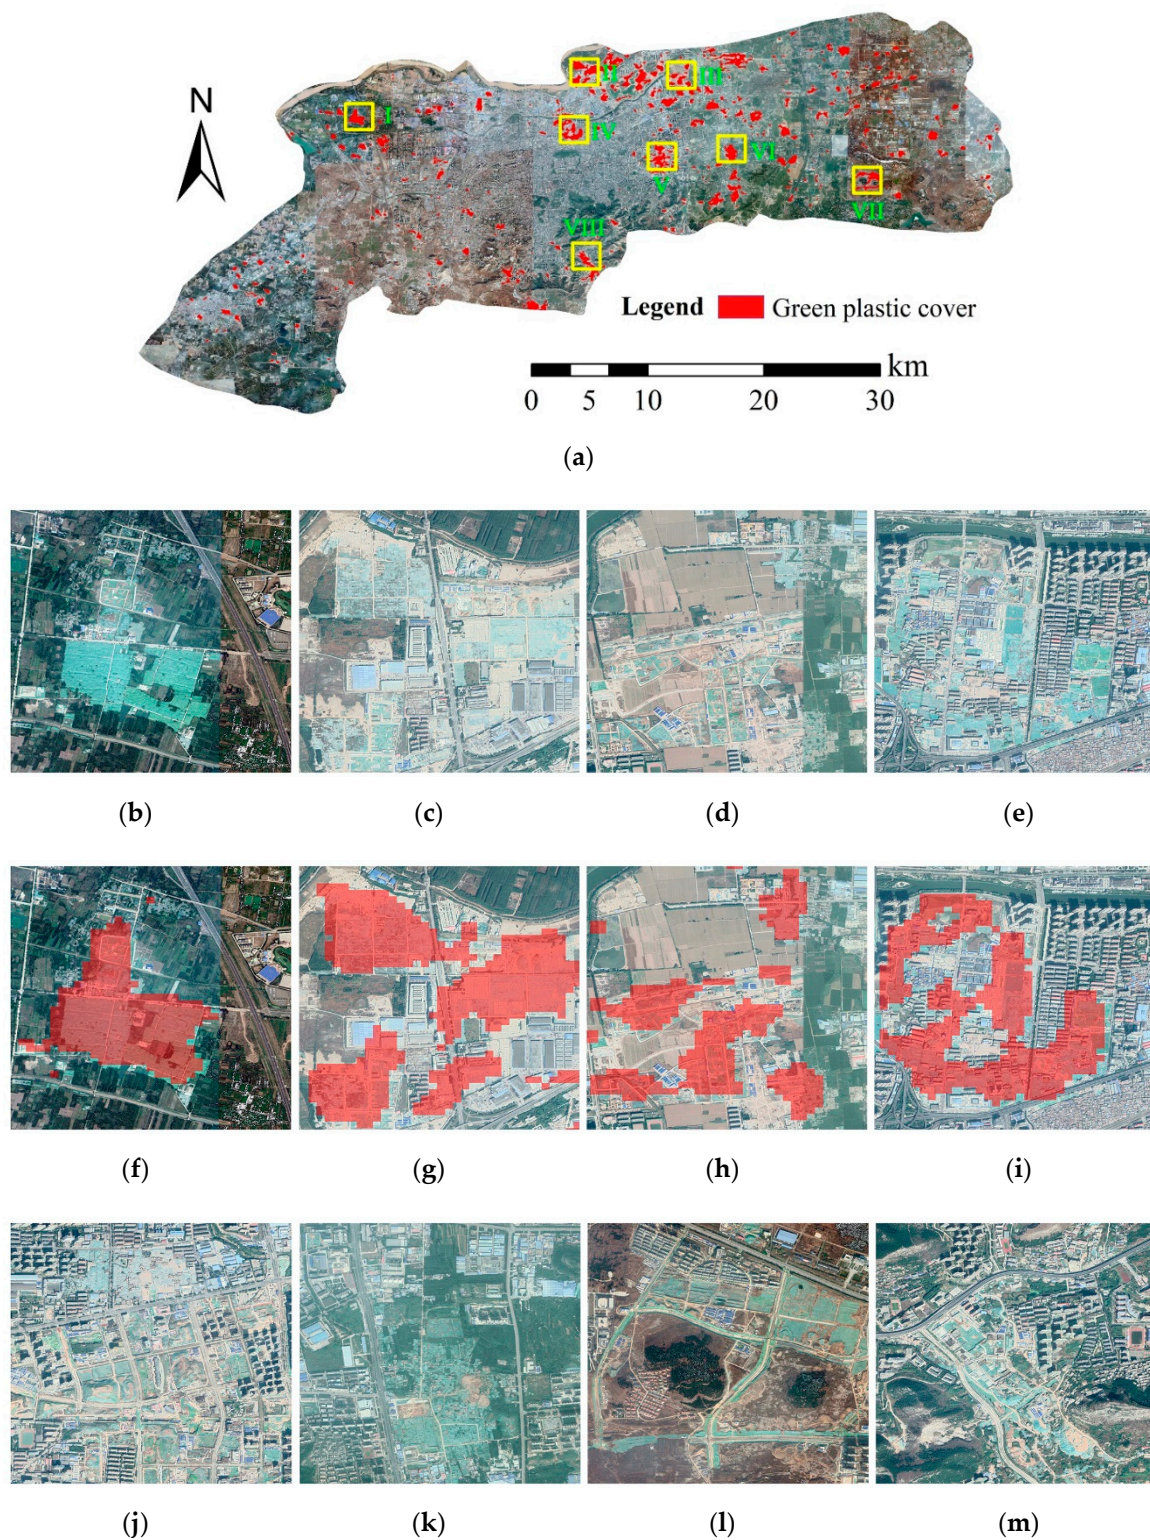 N
I
II
III
IV
V
VI
VII
VIII
Legend Green plastic cover
km
0 5 10 20 30
(a)
(b) (c) (d) (e)
(f) (g) (h) (i)
(j) (k) (l) (m)